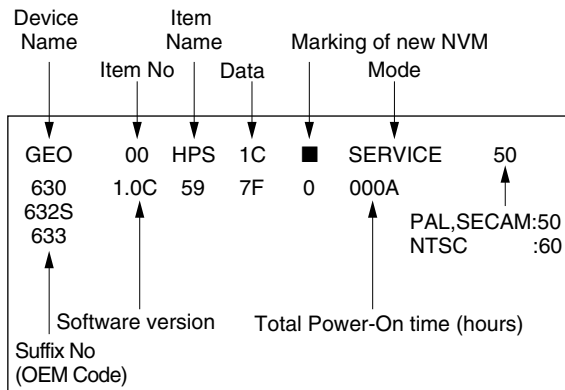 Device Name
Item Name
Marking of new NVM
Item No
Data
Mode
GEO 00 HPS 1C ■ SERVICE 50
630 1.0C 59 7F 0 000A
632S
633
PAL,SECAM:50
NTSC :60
Software version
Total Power-On time (hours)
Suffix No
(OEM Code)